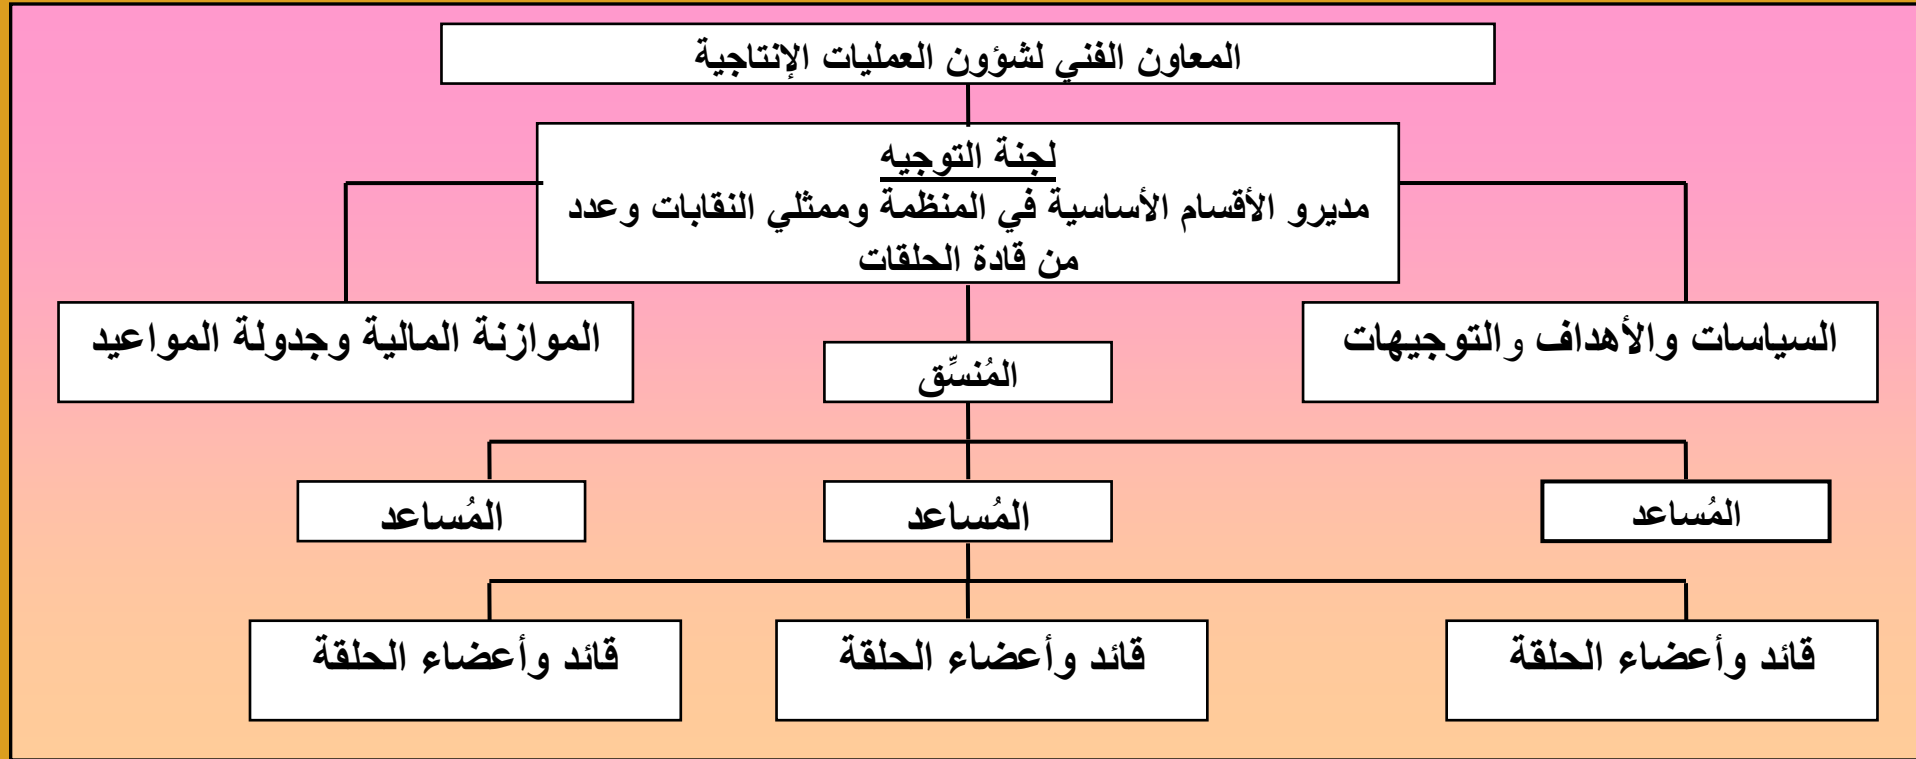 المعاون الفني لشؤون العمليات الإنتاجية
لجنة التوجيه
مديرو الأقسام الأساسية في المنظمة وممثلي النقابات وعدد
من قادة الحلقات
السياسات والأهداف والتوجيهات
المُنسِّق
الموازنة المالية وجدولة المواعيد
المُساعد
المُساعد
المُساعد
قائد وأعضاء الحلقة
قائد وأعضاء الحلقة
قائد وأعضاء الحلقة